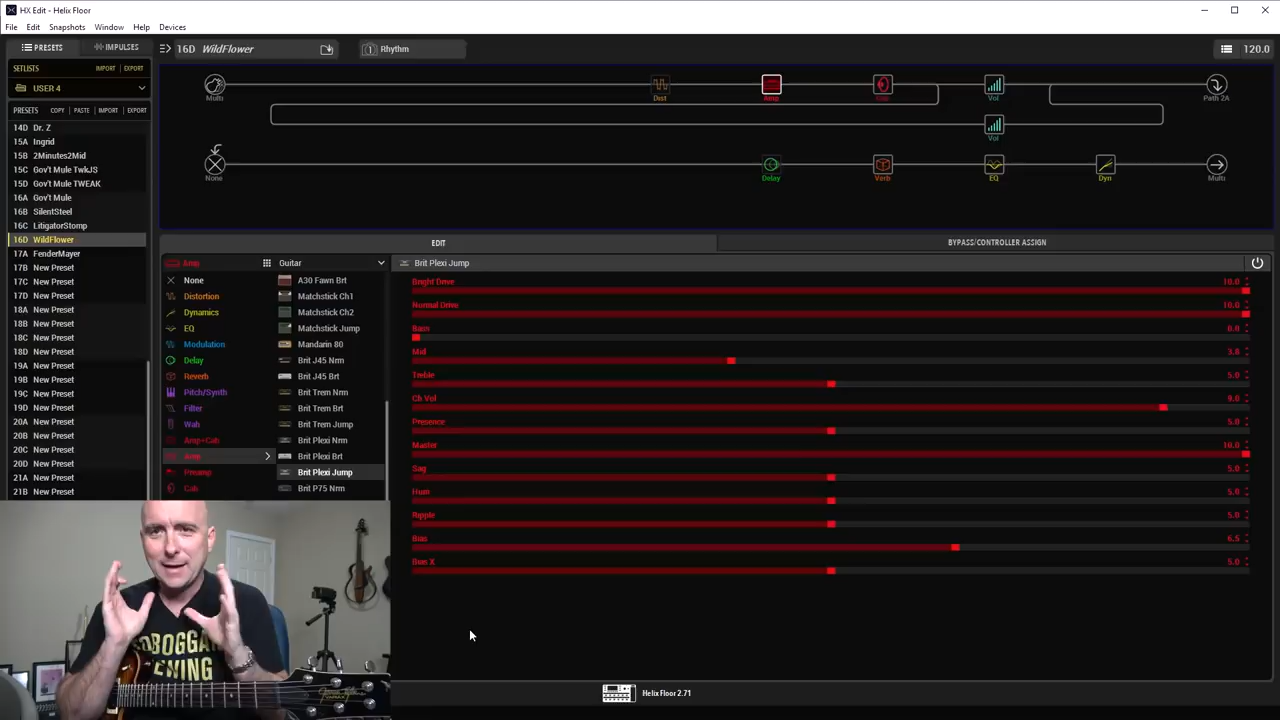 HX Edit - Helix Floor
File Edit Snapshots Window Help Devices
PRESETS IMPULSES
16D WildFlower
1 Rhythm
120.0
SETLISTS IMPORT EXPORT
USER 4
PRESETS COPY PASTE IMPORT EXPORT
14D Dr. Z
15A Ingrid
15B 2Minutes2Mid
15C Gov't Mule TwkJS
15D Gov't Mule TWEAK
16A Gov't Mule
16B SilentSteel
16C LitigatorStomp
16D WildFlower
17A FenderMayer
17B New Preset
17C New Preset
17D New Preset
18A New Preset
18B New Preset
18C New Preset
18D New Preset
19A New Preset
19B New Preset
19C New Preset
19D New Preset
20A New Preset
20B New Preset
20C New Preset
20D New Preset
21A New Preset
21B New Preset
Multi Dist Amp Cab Vol Path 2A
Vol
None Delay Verb EQ Dyn Multi
EDIT
BYPASS/CONTROLLER ASSIGN
Amp
Guitar
None
Distortion
Dynamics
EQ
Modulation
Delay
Reverb
Pitch/Synth
Filter
Wah
Amp+Cab
Amp
Preamp
Cab
A30 Fawn Brt
Matchstick Ch1
Matchstick Ch2
Matchstick Jump
Mandarin 80
Brit J45 Nrm
Brit J45 Brt
Brit Trem Nrm
Brit Trem Brt
Brit Trem Jump
Brit Plexi Nrm
Brit Plexi Brt
Brit Plexi Jump
Brit P75 Nrm
Brit Plexi Jump
Bright Drive 10.0
Normal Drive 10.0
Bass 0.0
Mid 3.8
Treble 5.0
Ch Vol 9.0
Presence 5.0
Master 10.0
Sag 5.0
Hum 5.0
Ripple 5.0
Bias 6.5
Bias X 5.0
Helix Floor 2.71